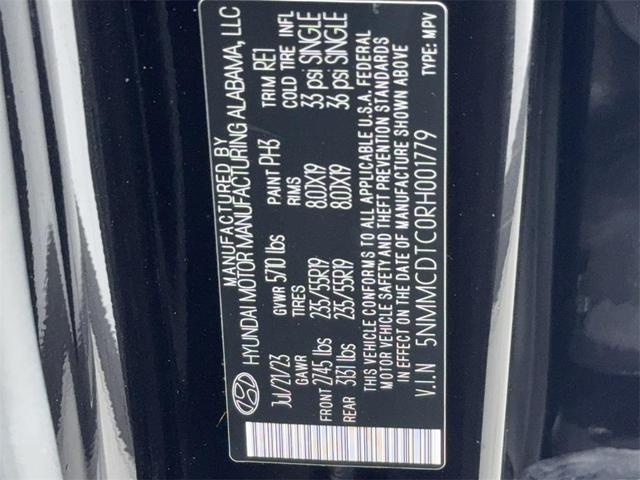 MANUFACTURED BY
HYUNDAI MOTOR MANUFACTURING ALABAMA, LLC
Jul/21/23 GVWR 5710 lbs PAINT PH3 TRIM RE1
GAWR TIRES RIMS COLD TIRE INFL
FRONT 2745 lbs 235/55R19 8.0JX19 36 psi SINGLE
REAR 3131 lbs 235/55R19 8.0JX19 36 psi SINGLE
THIS VEHICLE CONFORMS TO ALL APPLICABLE U.S.A. FEDERAL
MOTOR VEHICLE SAFETY AND THEFT PREVENTION STANDARDS
IN EFFECT ON THE DATE OF MANUFACTURE SHOWN ABOVE
V.I.N 5NMMCDTC0RH001779 TYPE: MPV